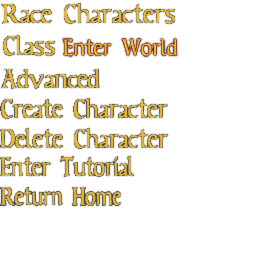 Race Characters
Class Enter World
Advanced
Create Character
Delete Character
Enter Tutorial
Return Home